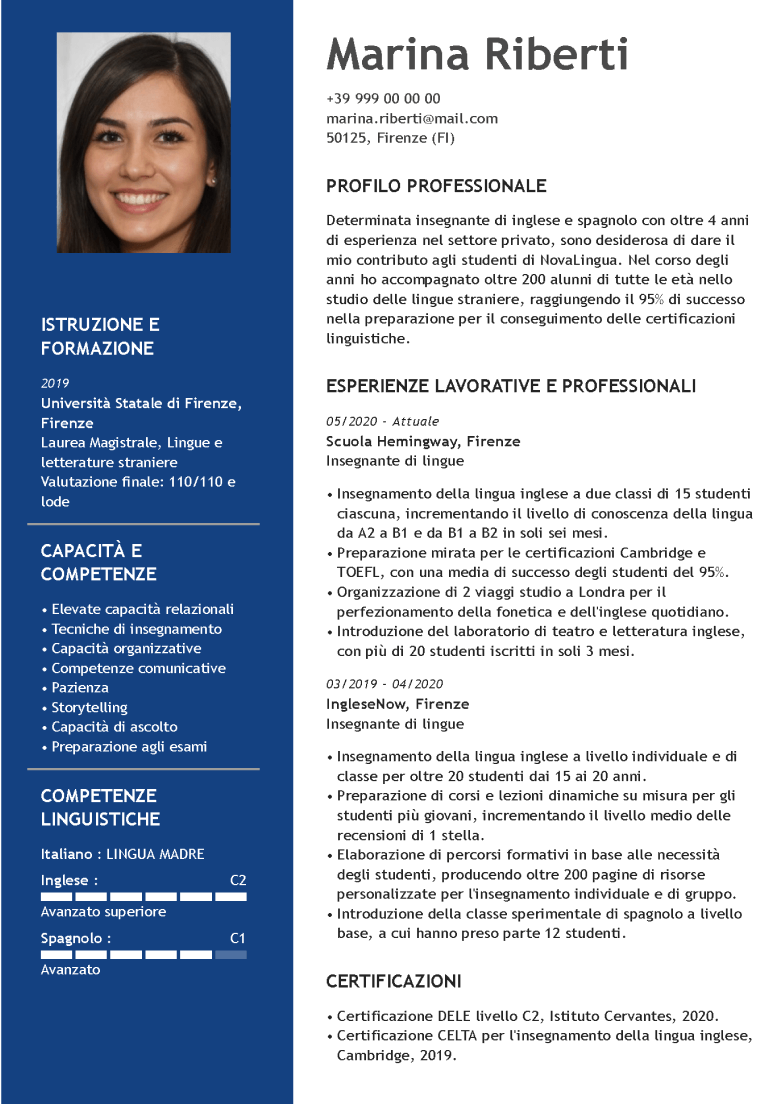 Marina Riberti
+39 999 00 00 00
marina.riberti@mail.com
50125, Firenze (FI)
PROFILO PROFESSIONALE
Determinata insegnante di inglese e spagnolo con oltre 4 anni
di esperienza nel settore privato, sono desiderosa di dare il
mio contributo agli studenti di NovaLingua. Nel corso degli
anni ho accompagnato oltre 200 alunni di tutte le età nello
studio delle lingue straniere, raggiungendo il 95% di successo
nella preparazione per il conseguimento delle certificazioni
linguistiche.
ESPERIENZE LAVORATIVE E PROFESSIONALI
05/2020 - Attuale
Scuola Hemingway, Firenze
Insegnante di lingue
• Insegnamento della lingua inglese a due classi di 15 studenti
ciascuna, incrementando il livello di conoscenza della lingua
da A2 a B1 e da B1 a B2 in soli sei mesi.
• Preparazione mirata per le certificazioni Cambridge e
TOEFL, con una media di successo degli studenti del 95%.
• Organizzazione di 2 viaggi studio a Londra per il
perfezionamento della fonetica e dell'inglese quotidiano.
• Introduzione del laboratorio di teatro e letteratura inglese,
con più di 20 studenti iscritti in soli 3 mesi.
03/2019 - 04/2020
IngleseNow, Firenze
Insegnante di lingue
• Insegnamento della lingua inglese a livello individuale e di
classe per oltre 20 studenti dai 15 ai 20 anni.
• Preparazione di corsi e lezioni dinamiche su misura per gli
studenti più giovani, incrementando il livello medio delle
recensioni di 1 stella.
• Elaborazione di percorsi formativi in base alle necessità
degli studenti, producendo oltre 200 pagine di risorse
personalizzate per l'insegnamento individuale e di gruppo.
• Introduzione della classe sperimentale di spagnolo a livello
base, a cui hanno preso parte 12 studenti.
CERTIFICAZIONI
• Certificazione DELE livello C2, Istituto Cervantes, 2020.
• Certificazione CELTA per l'insegnamento della lingua inglese,
Cambridge, 2019.
ISTRUZIONE E
FORMAZIONE
2019
Università Statale di Firenze,
Firenze
Laurea Magistrale, Lingue e
letterature straniere
Valutazione finale: 110/110 e
lode
CAPACITÀ E
COMPETENZE
• Elevate capacità relazionali
• Tecniche di insegnamento
• Capacità organizzative
• Competenze comunicative
• Pazienza
• Storytelling
• Capacità di ascolto
• Preparazione agli esami
COMPETENZE
LINGUISTICHE
Italiano : LINGUA MADRE
Inglese : C2
Avanzato superiore
Spagnolo : C1
Avanzato